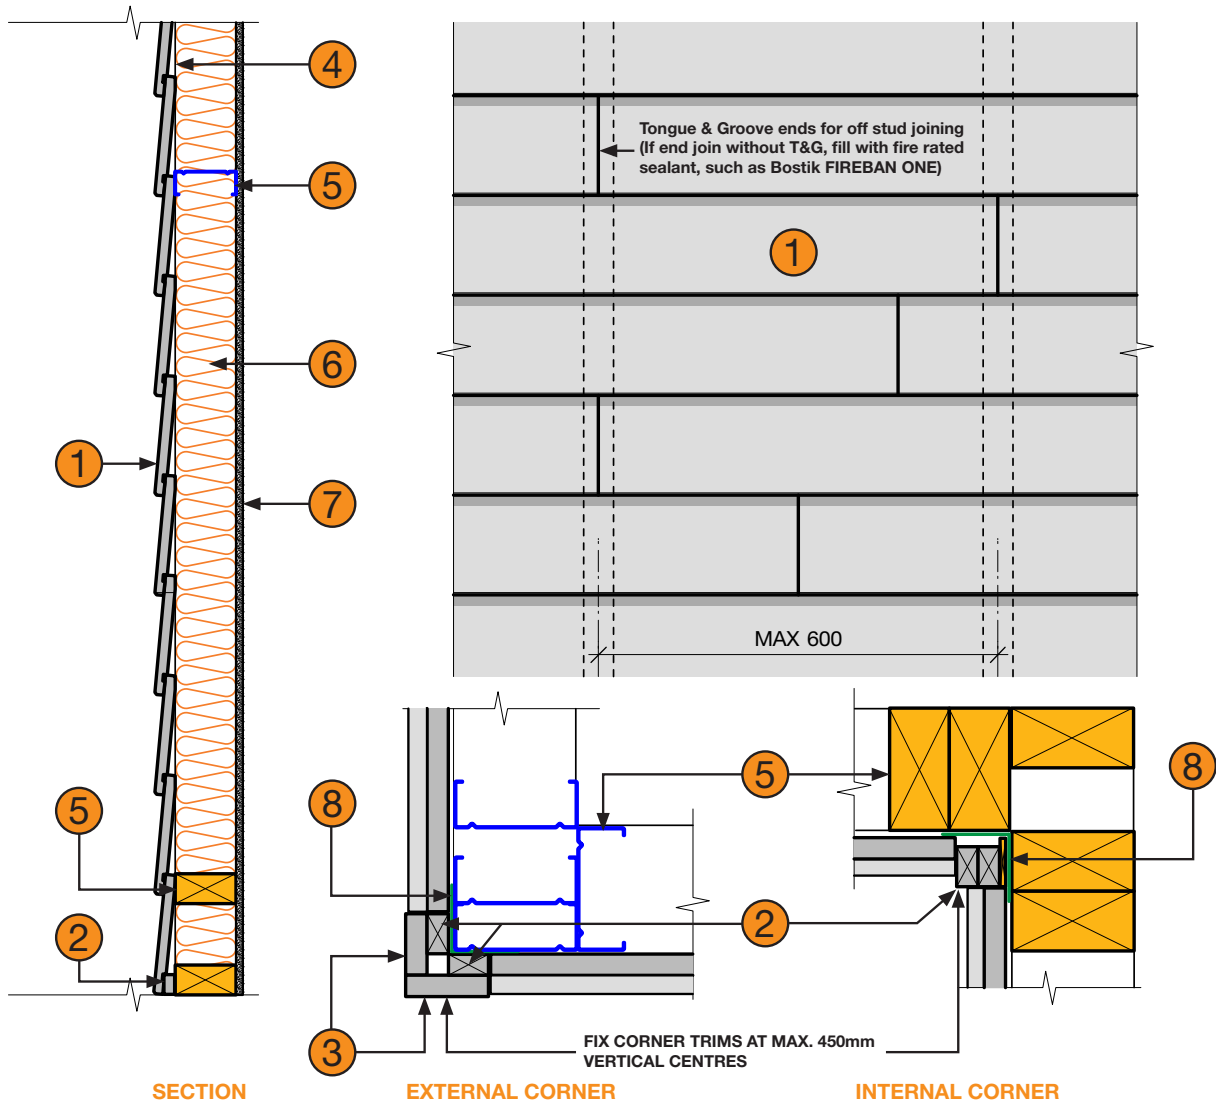 4
Tongue & Groove ends for off stud joining
(If end join without T&G, fill with fire rated
sealant, such as Bostik FIREBAN ONE)
5
1
6
1
7
MAX 600
5
8
5
8
2
2
3
FIX CORNER TRIMS AT MAX. 450mm
VERTICAL CENTRES
SECTION
EXTERNAL CORNER
INTERNAL CORNER